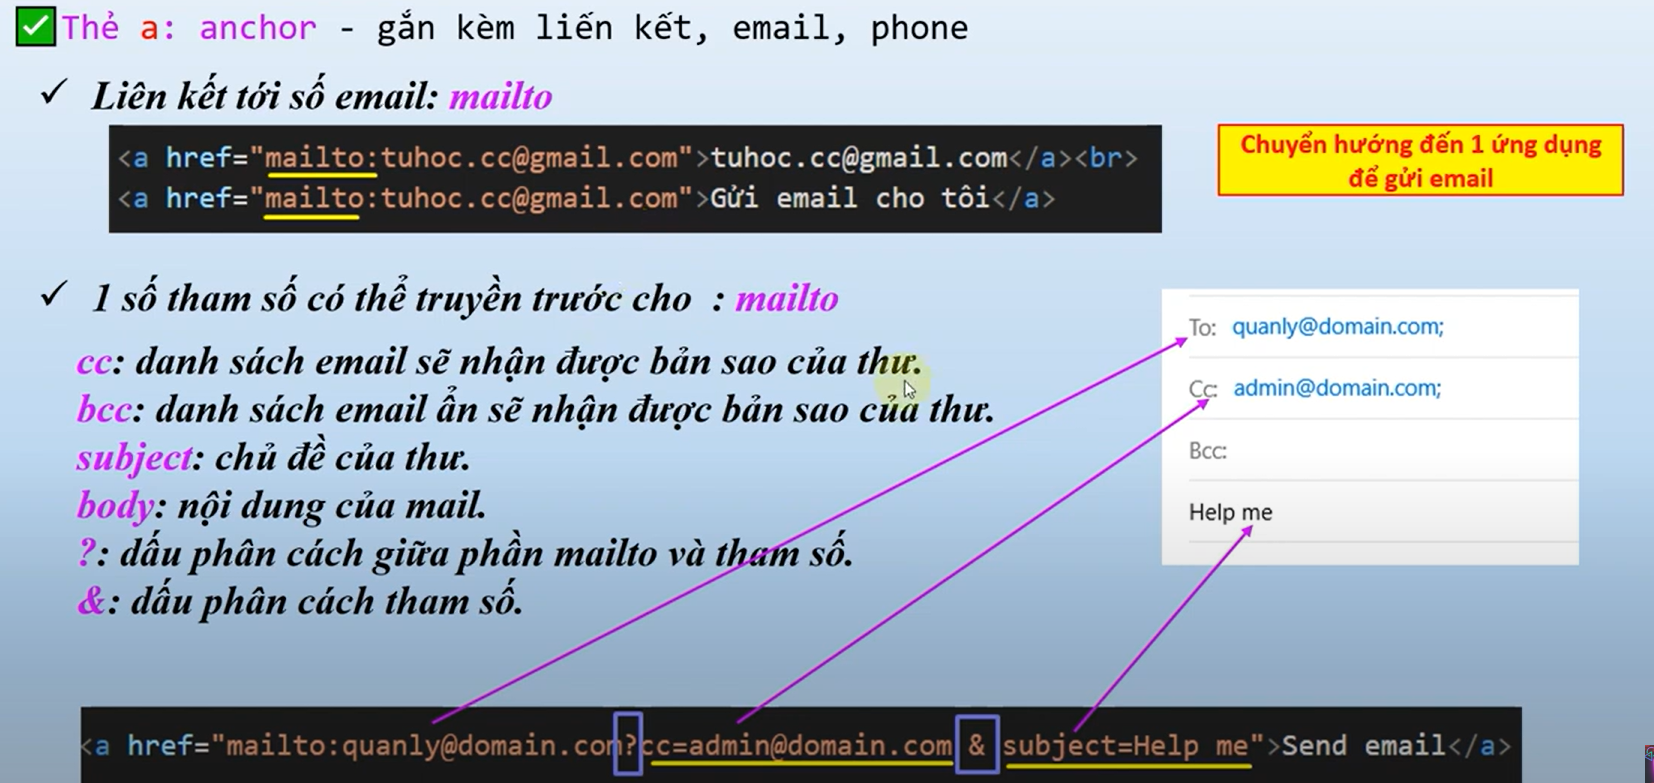 Thẻ a: anchor - gắn kèm liến kết, email, phone
Liên kết tới số email: mailto
<a href="mailto:tuhoc.cc@gmail.com">tuhoc.cc@gmail.com</a><br>
<a href="mailto:tuhoc.cc@gmail.com">Gửi email cho tôi</a>
Chuyển hướng đến 1 ứng dụng
để gửi email
1 số tham số có thể truyền trước cho : mailto
cc: danh sách email sẽ nhận được bản sao của thư.
bcc: danh sách email ẩn sẽ nhận được bản sao của thư.
subject: chủ đề của thư.
body: nội dung của mail.
?: dấu phân cách giữa phần mailto và tham số.
&: dấu phân cách tham số.
To: quanly@domain.com;
Cc: admin@domain.com;
Bcc:
Help me
<a href="mailto:quanly@domain.com?cc=admin@domain.com & subject=Help me">Send email</a>